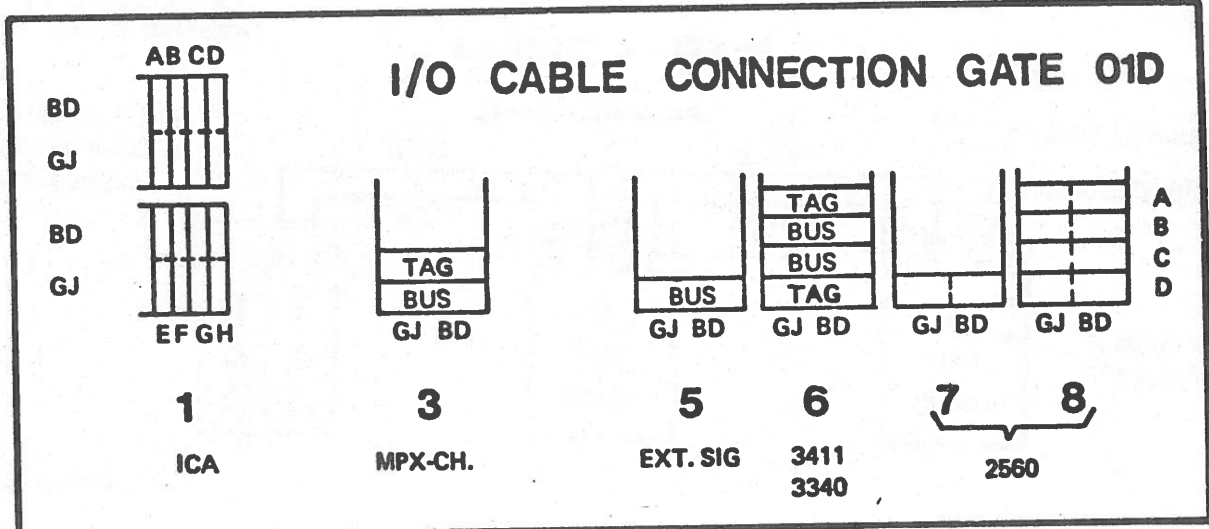 I/O CABLE CONNECTION GATE 01D
AB CD
BD
GJ
BD
GJ
EF GH
1
ICA
TAG
BUS
GJ BD
3
MPX-CH.
BUS
GJ BD
5
EXT. SIG
TAG
BUS
BUS
TAG
GJ BD
6
3411
3340
GJ BD
7
GJ BD
8
A
B
C
D
2560